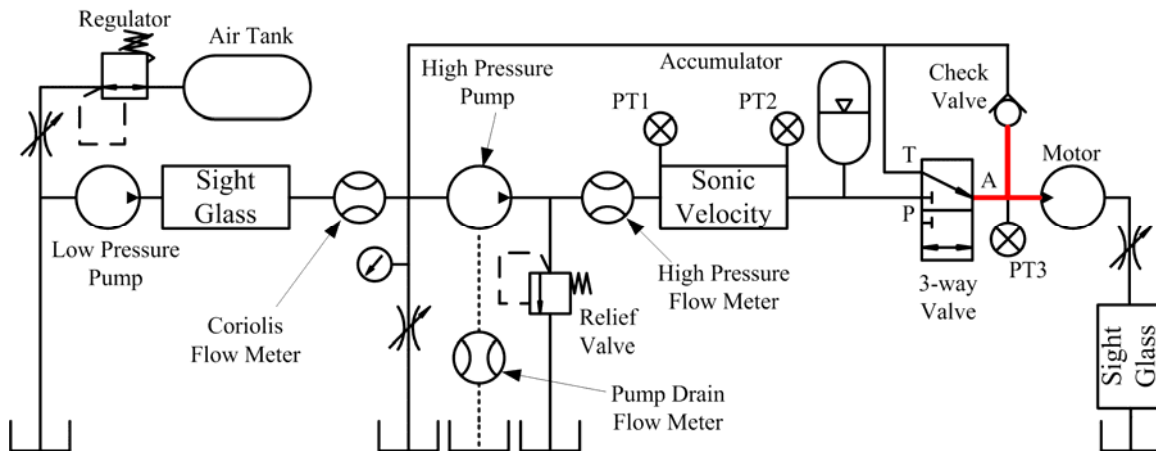 Regulator
Air Tank
High Pressure
Pump
Accumulator
Check
Valve
PT1
PT2
Sight
Glass
Sonic
Velocity
T
A
P
Motor
Low Pressure
Pump
Coriolis
Flow Meter
High Pressure
Flow Meter
Relief
Valve
Pump Drain
Flow Meter
PT3
3-way
Valve
Sight
Glass